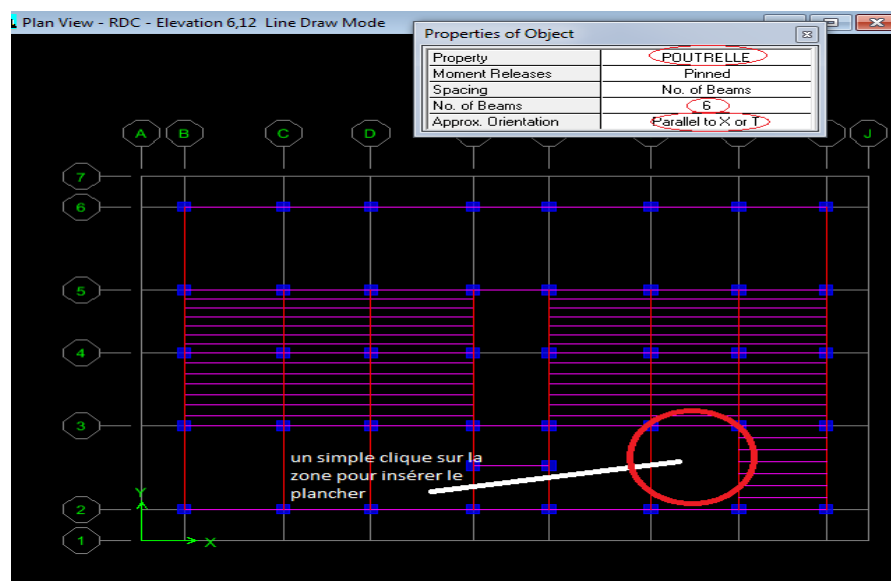 Plan View - RDC - Elevation 6,12 Line Draw Mode
Properties of Object
Property POUTRELLE
Moment Releases Pinned
Spacing No. of Beams
No. of Beams 6
Approx. Orientation Parallel to X or T
A B C D J
7
6
5
4
3
un simple clique sur la
zone pour insérer le
plancher
Y
2
X
1